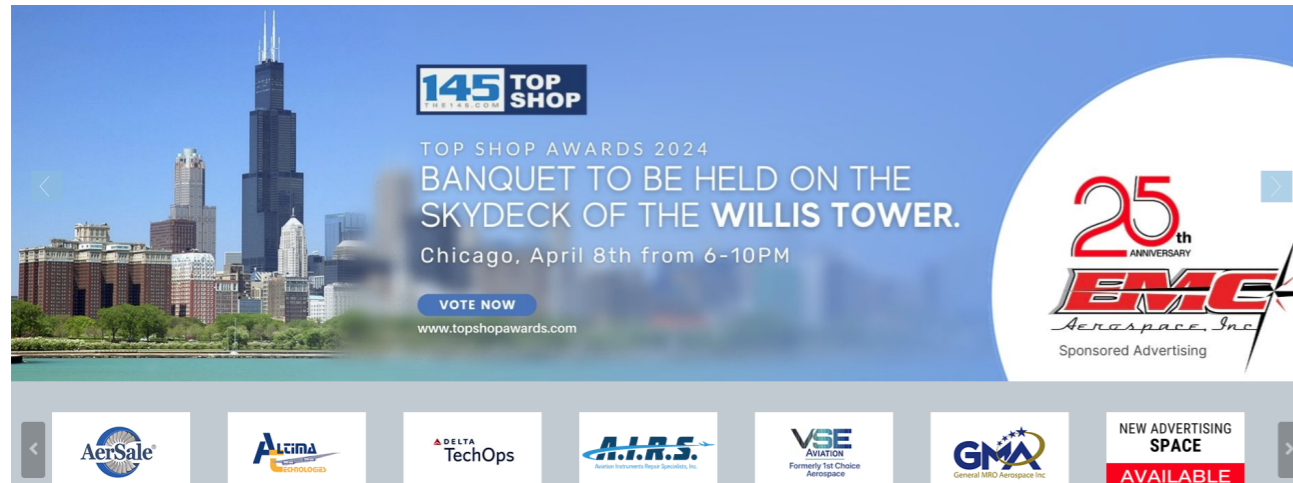 145 TOP
THE145.COM SHOP
TOP SHOP AWARDS 2024
BANQUET TO BE HELD ON THE
SKYDECK OF THE WILLIS TOWER.
Chicago, April 8th from 6-10PM
VOTE NOW
www.topshopawards.com
25th
ANNIVERSARY
EMC
Aerospace, Inc
Sponsored Advertising
AerSale®
ALTIMA
TECHNOLOGIES
DELTA
TechOps
A.I.R.S.
Aviation Instruments Repair Specialists, Inc.
VSE
AVIATION
Formerly 1st Choice
Aerospace
GMA
General MRO Aerospace Inc
NEW ADVERTISING
SPACE
AVAILABLE